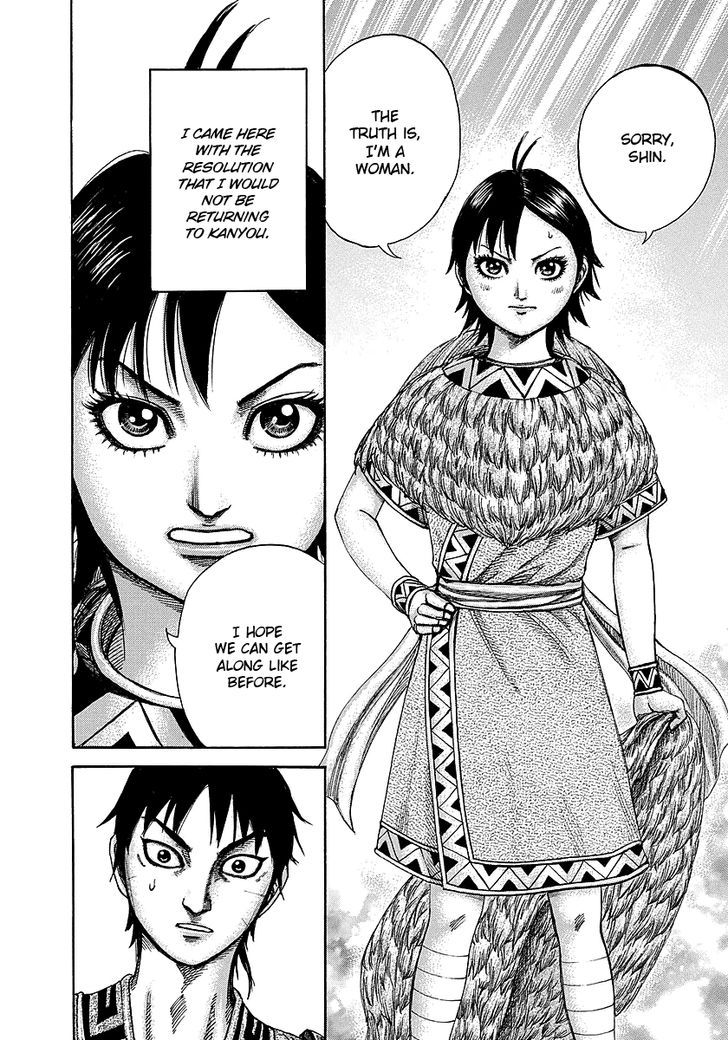 SORRY,
SHIN.
THE
TRUTH IS,
I'M A
WOMAN.
I CAME HERE
WITH THE
RESOLUTION
THAT I WOULD
NOT BE
RETURNING
TO KANYOU.
I HOPE
WE CAN GET
ALONG LIKE
BEFORE.